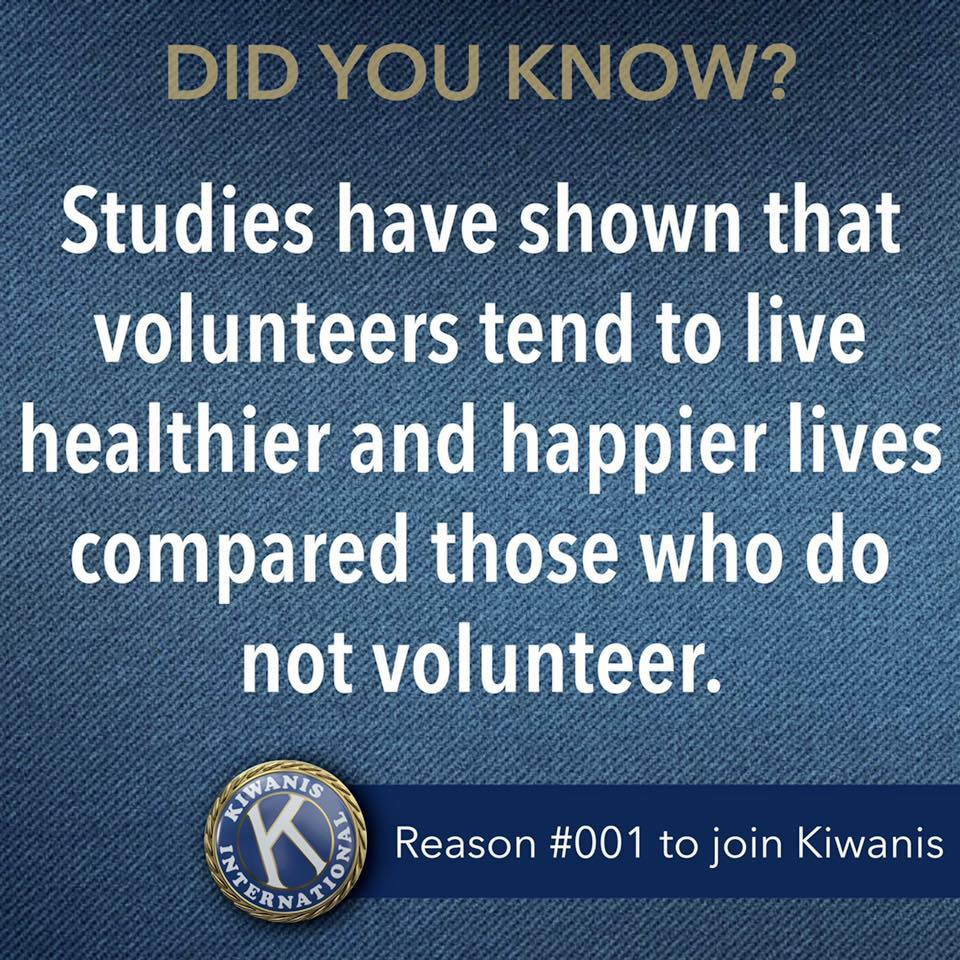 DID YOU KNOW?
Studies have shown that
volunteers tend to live
healthier and happier lives
compared those who do
not volunteer.
KIWANIS
K
INTERNATIONAL
Reason #001 to join Kiwanis